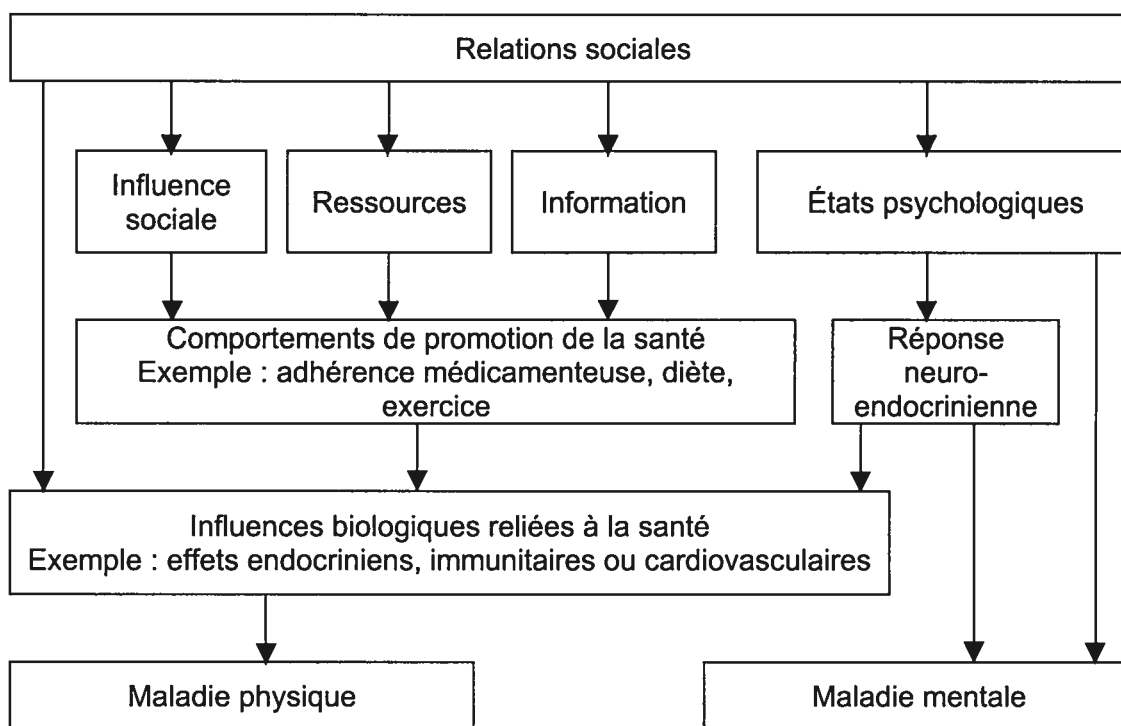 Relations sociales
Influence
sociale
Ressources
Information
États psychologiques
Comportements de promotion de la santé
Exemple : adhérence médicamenteuse, diète,
exercice
Réponse
neuro-
endocrinienne
Influences biologiques reliées à la santé
Exemple : effets endocriniens, immunitaires ou cardiovasculaires
Maladie physique
Maladie mentale